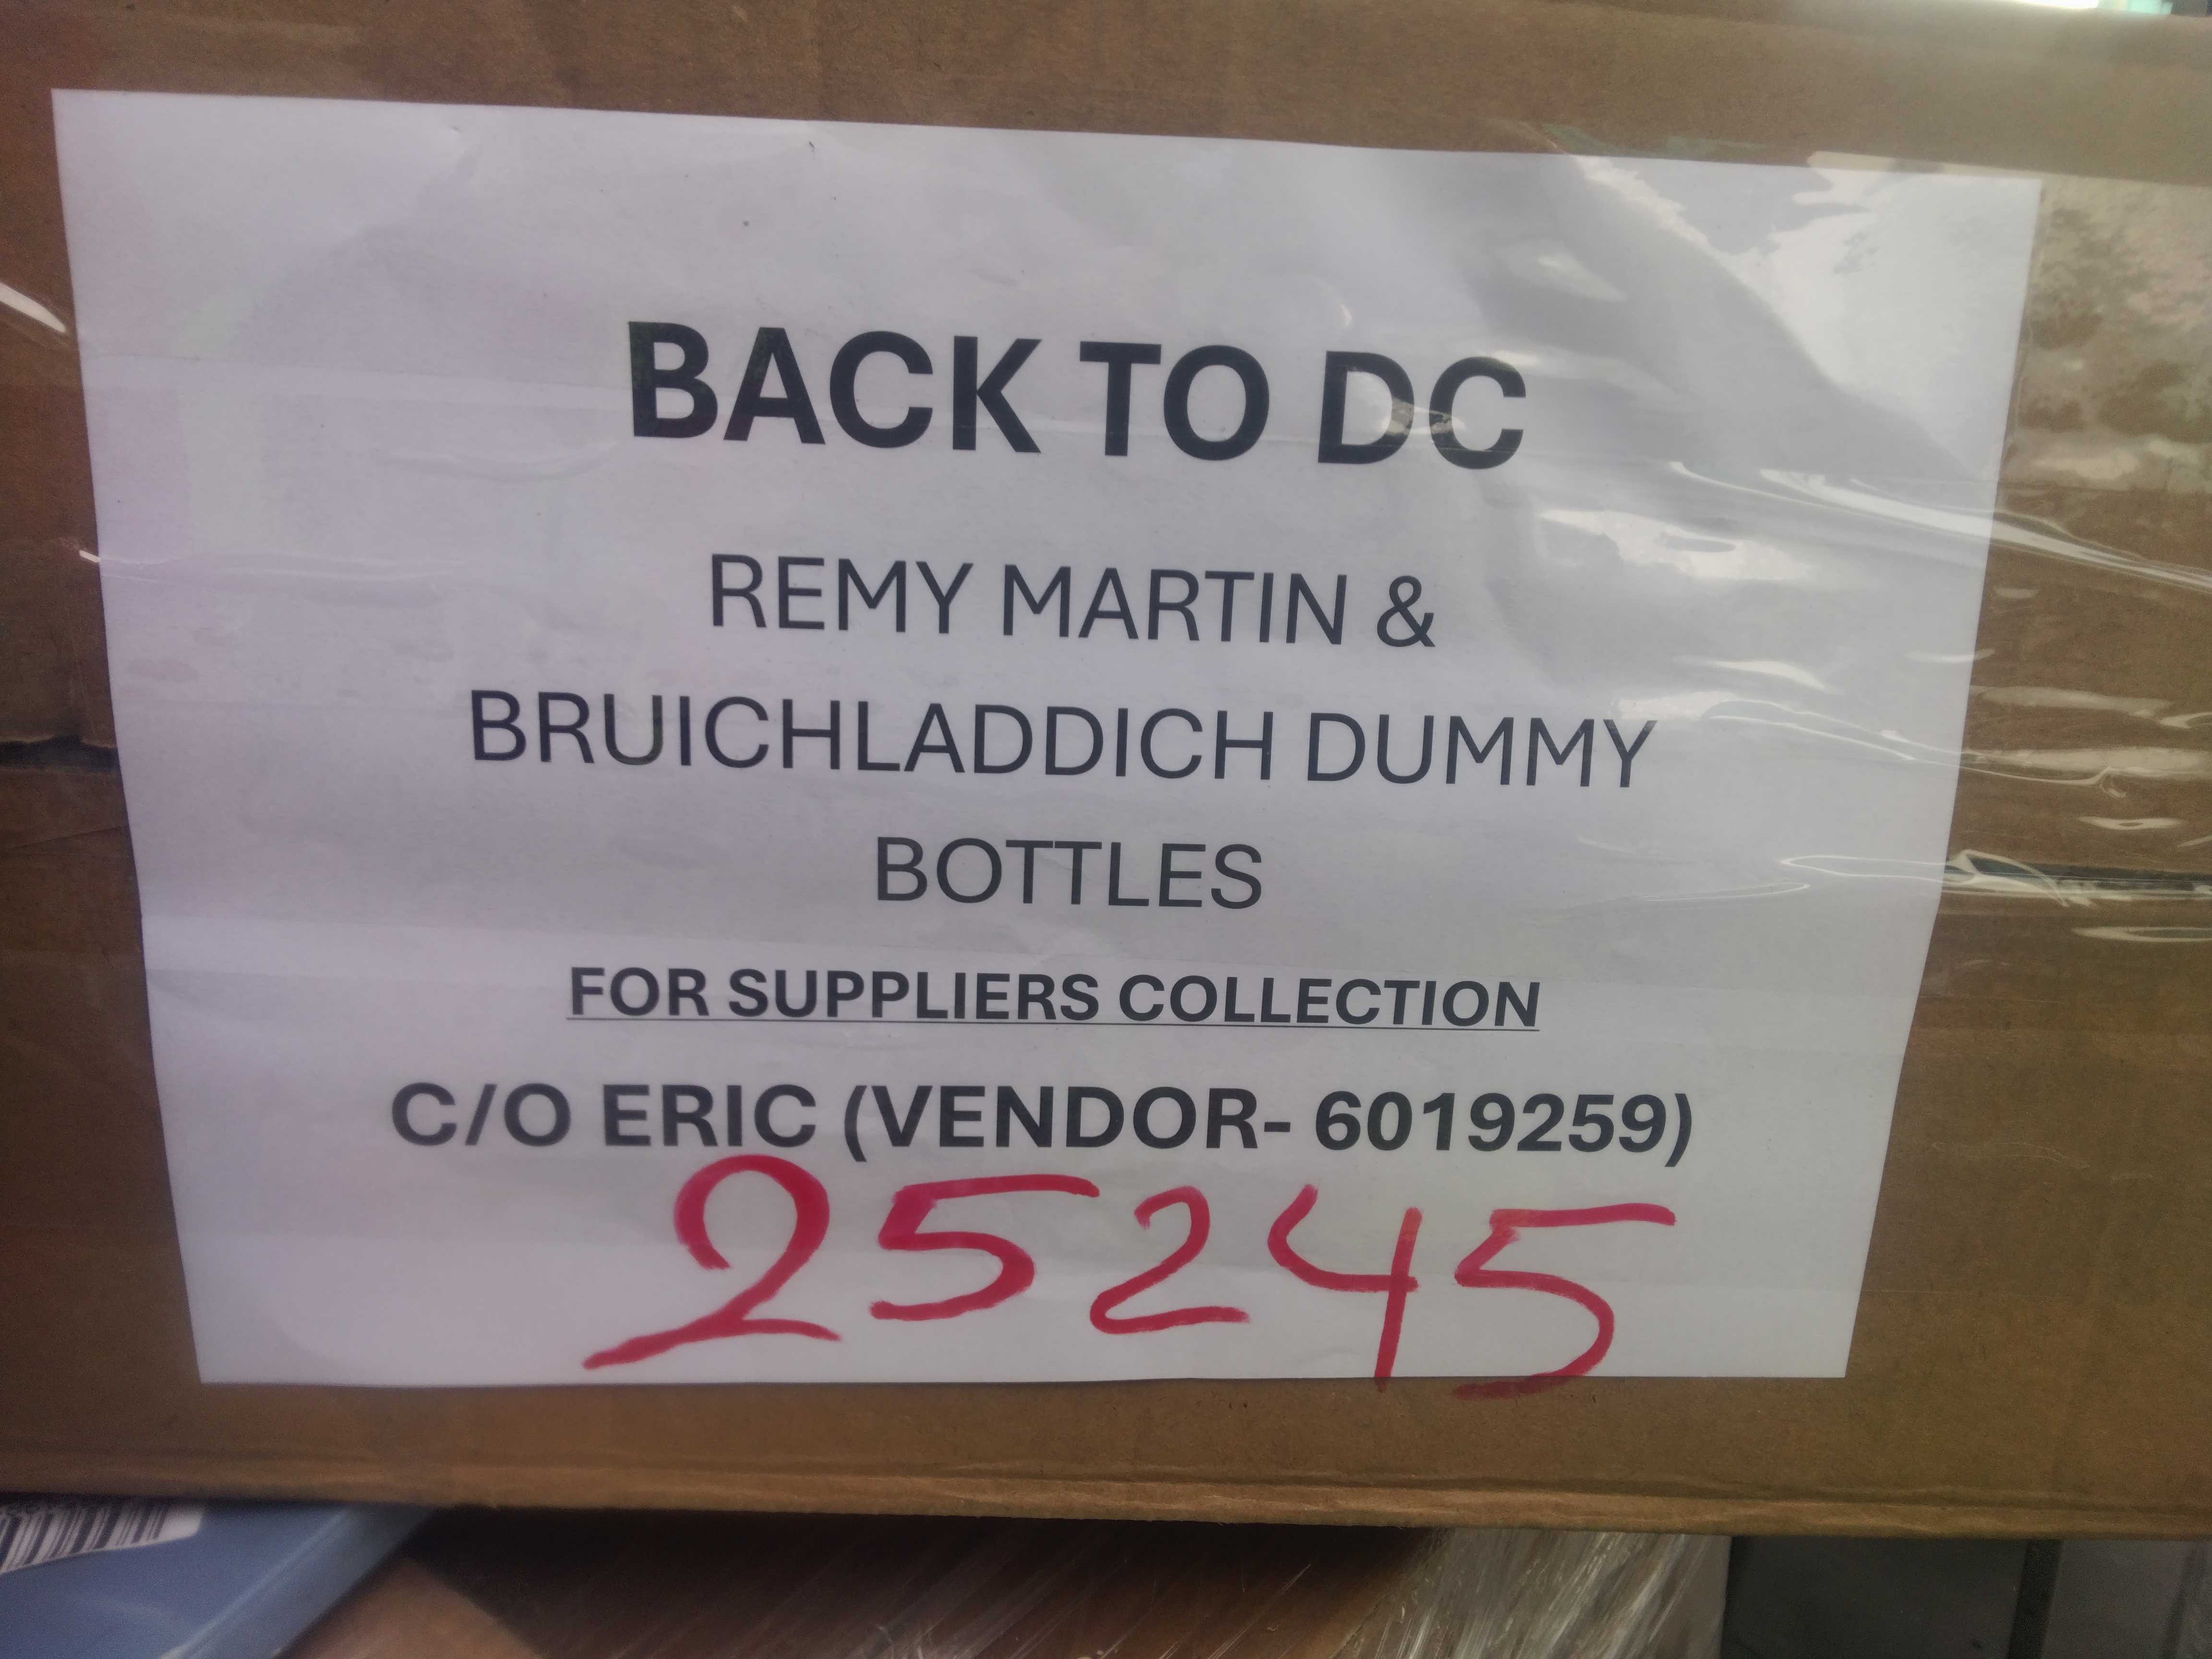 BACK TO DC
REMY MARTIN &
BRUICHLADDICH DUMMY
BOTTLES
FOR SUPPLIERS COLLECTION
C/O ERIC (VENDOR- 6019259)
25245